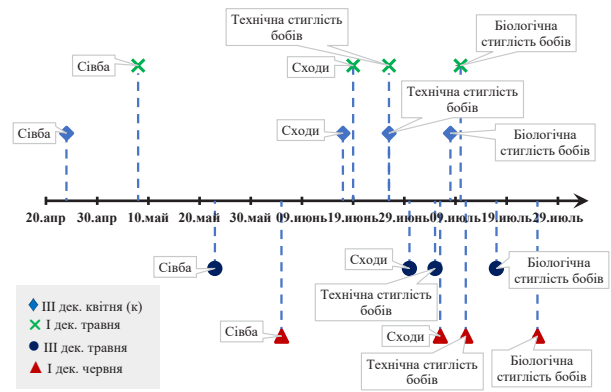 Технічна стиглість
бобів
Біологічна
стиглість бобів
Сівба
Сходи
Технічна стиглість
бобів
Сівба
Сходи
Біологічна
стиглість бобів
20.апр
30.апр
10.май
20.май
30.май
09.июнь
19.июнь
29.июнь
09.июль
19.июль
29.июль
Сівба
Сходи
Біологічна
стиглість бобів
Технічна стиглість
бобів
Сівба
Сходи
Технічна стиглість
бобів
Біологічна
стиглість бобів
III дек. квітня (к)
I дек. травня
III дек. травня
I дек. червня